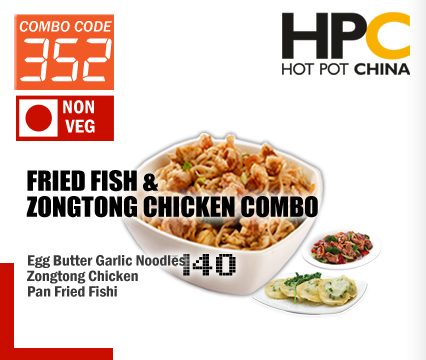 COMBO CODE
352
HPC
HOT POT CHINA
NON
VEG
FRIED FISH &
ZONGTONG CHICKEN COMBO
Egg Butter Garlic Noodles
140
Zongtong Chicken
Pan Fried Fishi